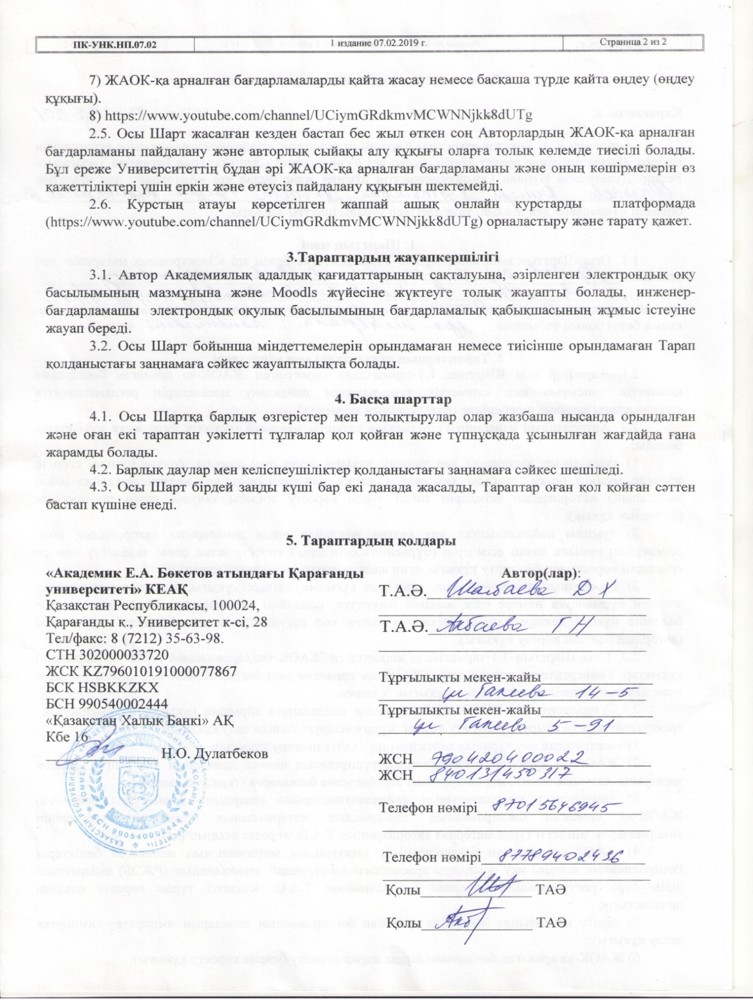 ПК-УНК.НП.07.02 1 издание 07.02.2019 г. Страница 2 из 2
7) ЖАОК-қа арналған бағдарламаларды қайта жасау немесе басқаша түрде қайта өңдеу (өңдеу
құқығы).
8) https://www.youtube.com/channel/UCiymGRdkmvMCWNNjkk8dUTg
2.5. Осы Шарт жасалған кезден бастап бес жыл өткен соң Авторлардың ЖАОК-қа арналған
бағдарламаны пайдалану және авторлық сыйақы алу құқығы оларға толық көлемде тиесілі болады.
Бұл ереже Университеттің бұдан әрі ЖАОК-қа арналған бағдарламаны және оның көшірмелерін өз
қажеттіліктері үшін еркін және өтеусіз пайдалану құқығын шектемейді.
2.6. Курстың атауы көрсетілген жаппай ашық онлайн курстарды платформада
(https://www.youtube.com/channel/UCiymGRdkmvMCWNNjkk8dUTg) орналастыру және тарату қажет.
3.Тараптардың жауапкершілігі
3.1. Автор Академиялық адалдық қағидаттарының сақталуына, әзірленген электрондық оқу
басылымының мазмұнына және Moodls жүйесіне жүктеуге толық жауапты болады, инженер-
бағдарламашы электрондық оқулық басылымының бағдарламалық қабықшасының жұмыс істеуіне
жауап береді.
3.2. Осы Шарт бойынша міндеттемелерін орындамаған немесе тиісінше орындамаған Тарап
қолданыстағы заңнамаға сәйкес жауаптылықта болады.
4. Басқа шарттар
4.1. Осы Шартқа барлық өзгерістер мен толықтырулар олар жазбаша нысанда орындалған
және оған екі тараптан уәкілетті тұлғалар қол қойған және түпнұсқада ұсынылған жағдайда ғана
жарамды болады.
4.2. Барлық даулар мен келіспеушіліктер қолданыстағы заңнамаға сәйкес шешіледі.
4.3. Осы Шарт бірдей заңды күші бар екі данада жасалды, Тараптар оған қол қойған сәттен
бастап күшіне енеді.
5. Тараптардың қолдары
«Академик Е.А. Бөкетов атындағы Қарағанды
университеті» КЕАҚ
Қазақстан Республикасы, 100024,
Қарағанды қ., Университет к-сі, 28
Тел/факс: 8 (7212) 35-63-98.
СТН 302000033720
ЖСК KZ796010191000077867
БСК HSBKKZKX
БСН 990540002444
«Қазақстан Халық Банкі» АҚ
Кбе 16
Н.О. Дулатбеков
БСН 990540002444
Автор(лар):
Т.А.Ә. Шалбаева Д Х
Т.А.Ә. Акбаева Г Н
Тұрғылықты мекен-жайы
ул Гапеева 14-5
Тұрғылықты мекен-жайы
ул Гапеева 5-91
ЖСН 790420400022
ЖСН 840131450317
Телефон нөмірі 87015646945
Телефон нөмірі 87789402436
Қолы ТАӘ
Қолы ТАӘ